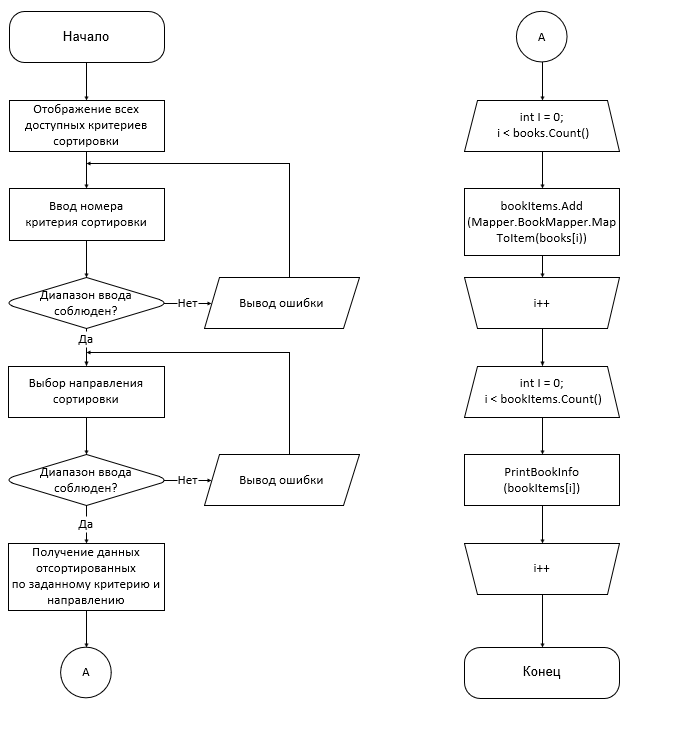 Начало
Отображение всех
доступных критериев
сортировки
Ввод номера
критерия сортировки
Диапазон ввода
соблюден?
Нет
Вывод ошибки
Да
Выбор направления
сортировки
Диапазон ввода
соблюден?
Нет
Вывод ошибки
Да
Получение данных
отсортированных
по заданному критерию и
направлению
А
А
int I = 0;
i < books.Count()
bookItems.Add
(Mapper.BookMapper.Map
ToItem(books[i))
i++
int I = 0;
i < bookItems.Count()
PrintBookInfo
(bookItems[i])
i++
Конец